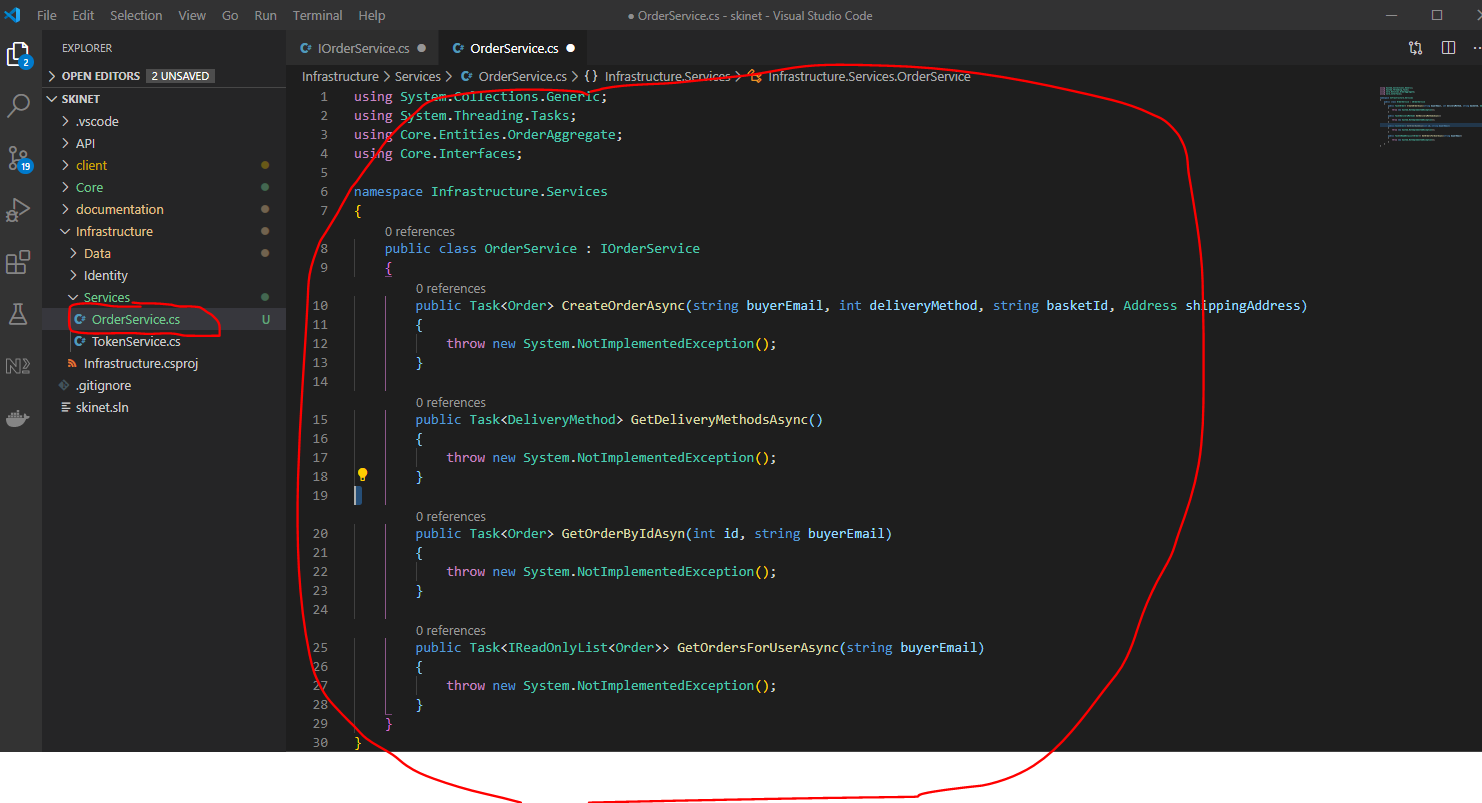 File Edit Selection View Go Run Terminal Help
● OrderService.cs - skinet - Visual Studio Code
EXPLORER
OPEN EDITORS 2 UNSAVED
SKINET
.vscode
API
client
Core
documentation
Infrastructure
Data
Identity
Services
OrderService.cs U
TokenService.cs
Infrastructure.csproj
.gitignore
skinet.sln
2
19
IOrderService.cs ● OrderService.cs ●
Infrastructure > Services > OrderService.cs > {} Infrastructure.Services > Infrastructure.Services.OrderService
1 using System.Collections.Generic;
2 using System.Threading.Tasks;
3 using Core.Entities.OrderAggregate;
4 using Core.Interfaces;
5
6 namespace Infrastructure.Services
7 {
0 references
8 public class OrderService : IOrderService
9 {
0 references
10 public Task<Order> CreateOrderAsync(string buyerEmail, int deliveryMethod, string basketId, Address shippingAddress)
11 {
12 throw new System.NotImplementedException();
13 }
14
0 references
15 public Task<DeliveryMethod> GetDeliveryMethodsAsync()
16 {
17 throw new System.NotImplementedException();
18 }
19
0 references
20 public Task<Order> GetOrderByIdAsyn(int id, string buyerEmail)
21 {
22 throw new System.NotImplementedException();
23 }
24
0 references
25 public Task<IReadOnlyList<Order>> GetOrdersForUserAsync(string buyerEmail)
26 {
27 throw new System.NotImplementedException();
28 }
29 }
30 }